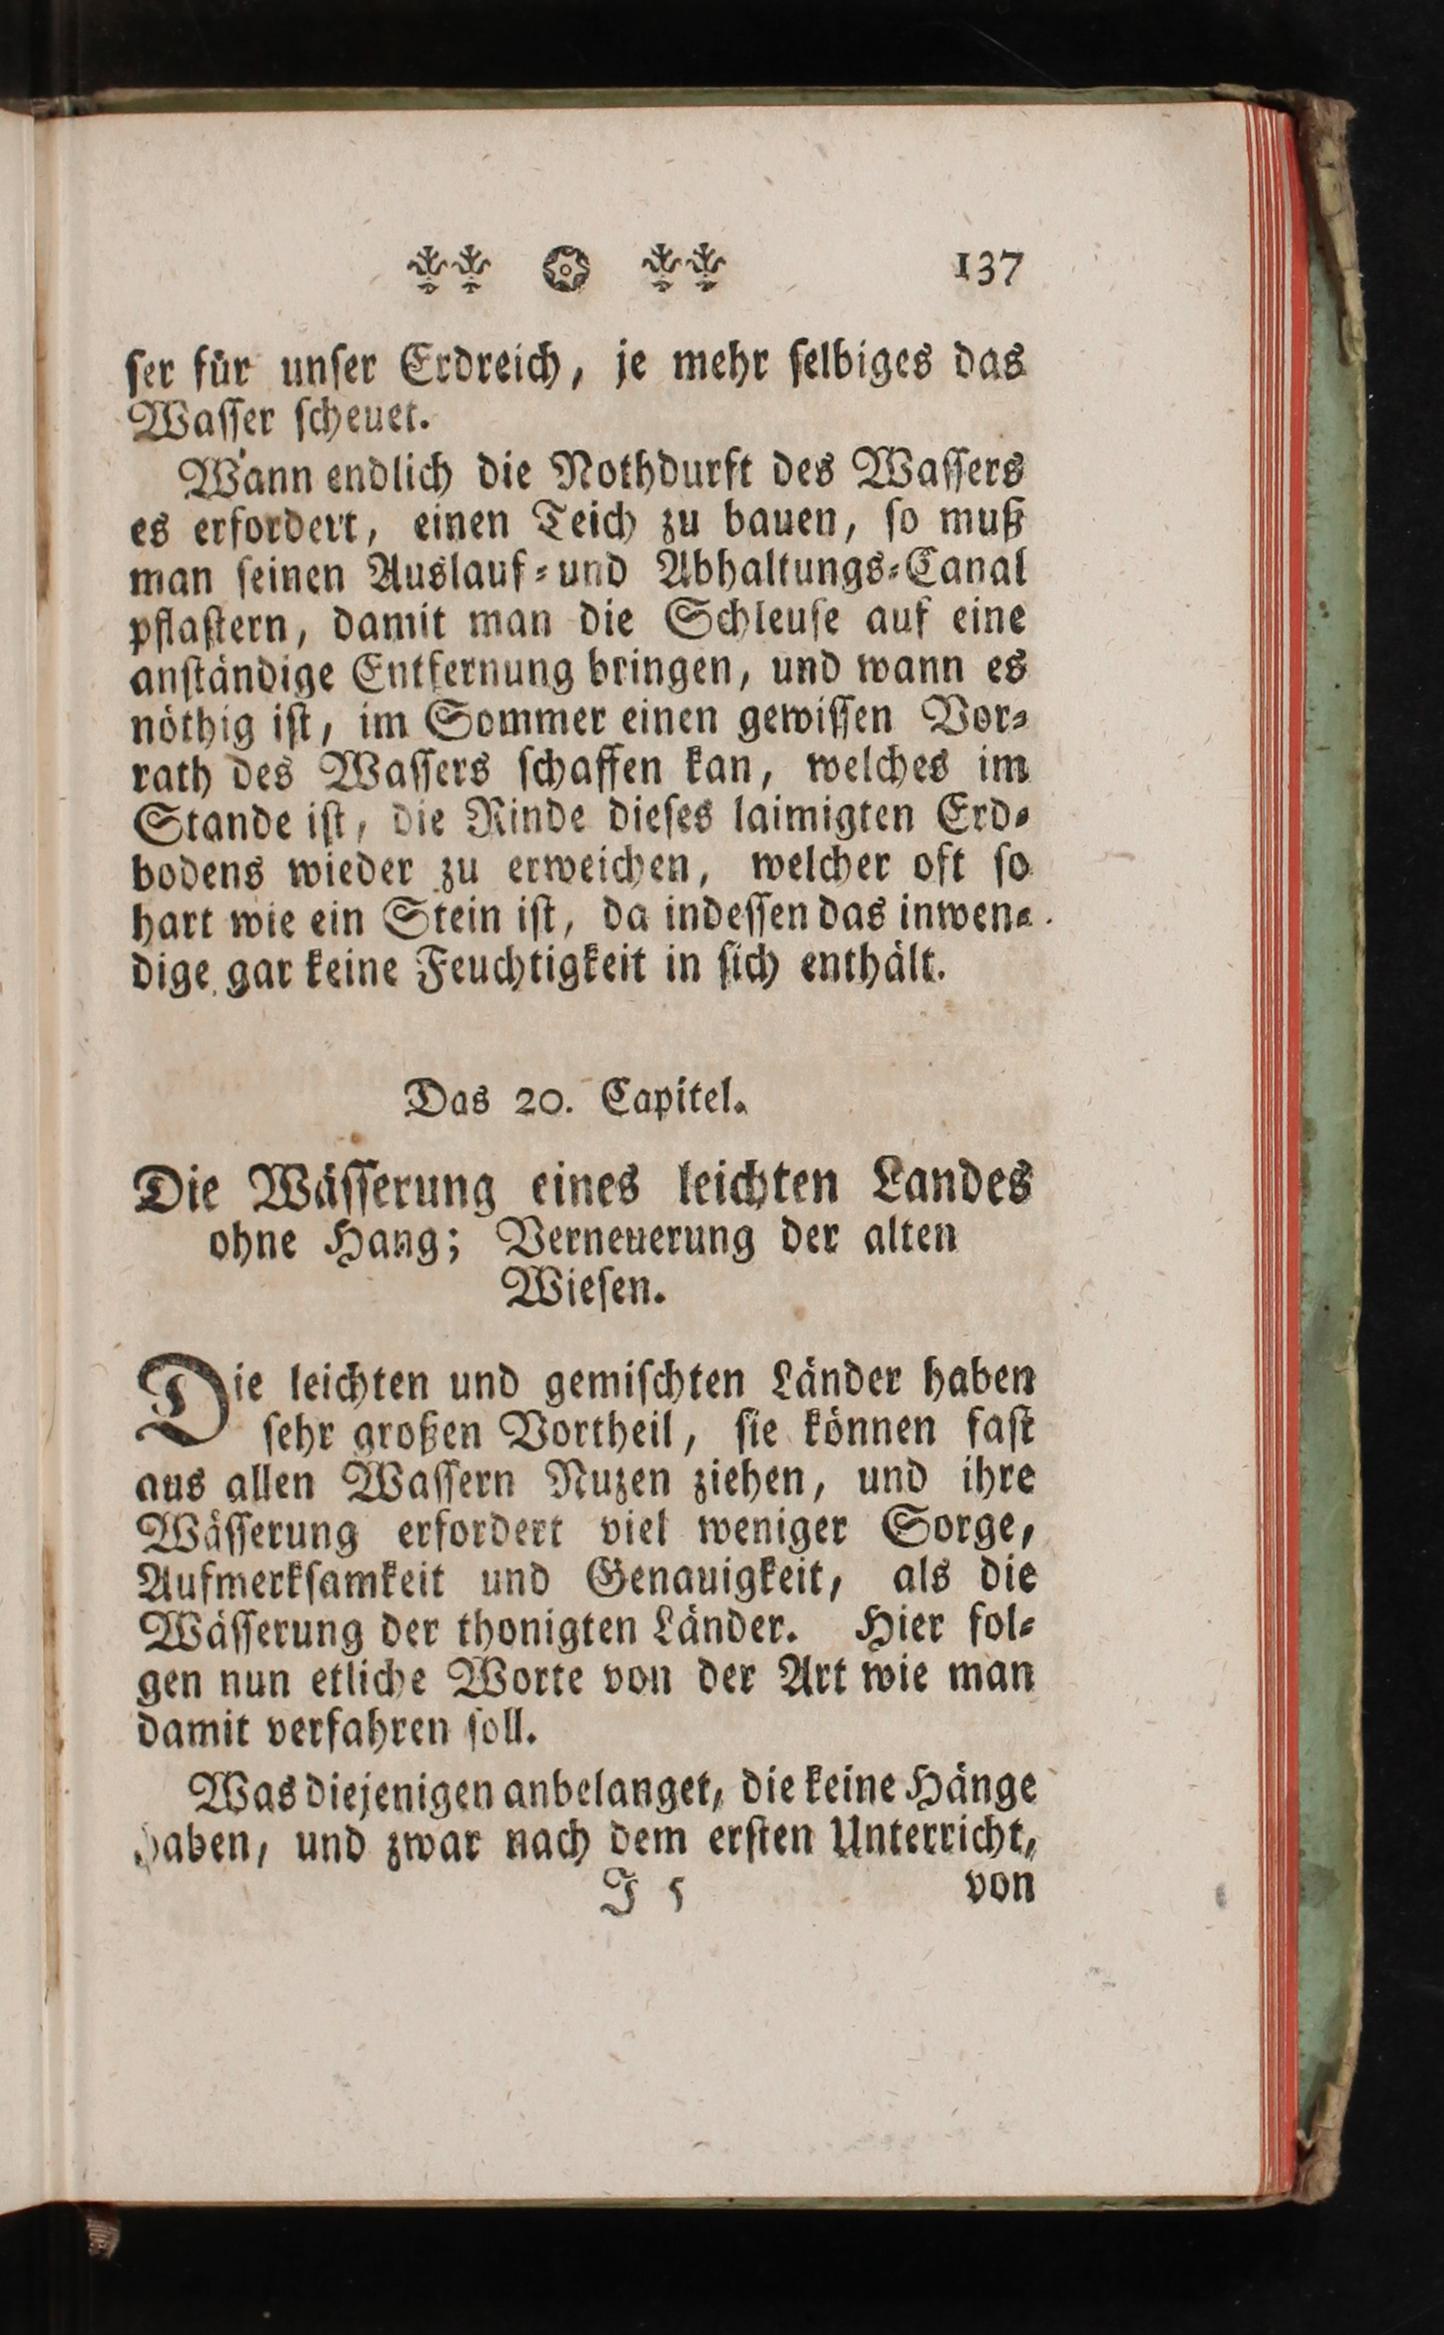 137
ſer für unſer Erdreich, je mehr ſelbiges das
Waſſer ſcheuet.
Wann endlich die Nothdurft des Waſſers
es erfordert, einen Teich zu bauen, ſo muß
man ſeinen Auslauf⸗und Abhaltungs⸗Canal
pflaſtern, damit man die Schleuſe auf eine
anſtändige Entfernung bringen, und wann es
nöthig iſt, im Sommer einen gewiſſen Vor⸗
rath des Waſſers ſchaffen kan, welches im
Stande iſt, die Rinde dieſes laimigten Erd⸗
bodens wieder zu erweichen, welcher oft ſo
hart wie ein Stein iſt, da indeſſen das inwen⸗
dige gar keine Feuchtigkeit in ſich enthält.
Das 20. Capitel.
Die Wäſſerung eines leichten Landes
ohne Hang; Verneuerung der alten
Wieſen.
Die leichten und gemiſchten Länder haben
ſehr großen Vortheil, ſie können faſt
aus allen Waſſern Nuzen ziehen, und ihre
Wäſſerung erfordert viel weniger Sorge,
Aufmerkſamkeit und Genauigkeit, als die
Wäſſerung der thonigten Länder. Hier fol⸗
gen nun etliche Worte von der Art wie man
damit verfahren ſoll.
Was diejenigen anbelanget, die keine Hänge
haben, und zwar nach dem erſten Unterricht,
J 5 von